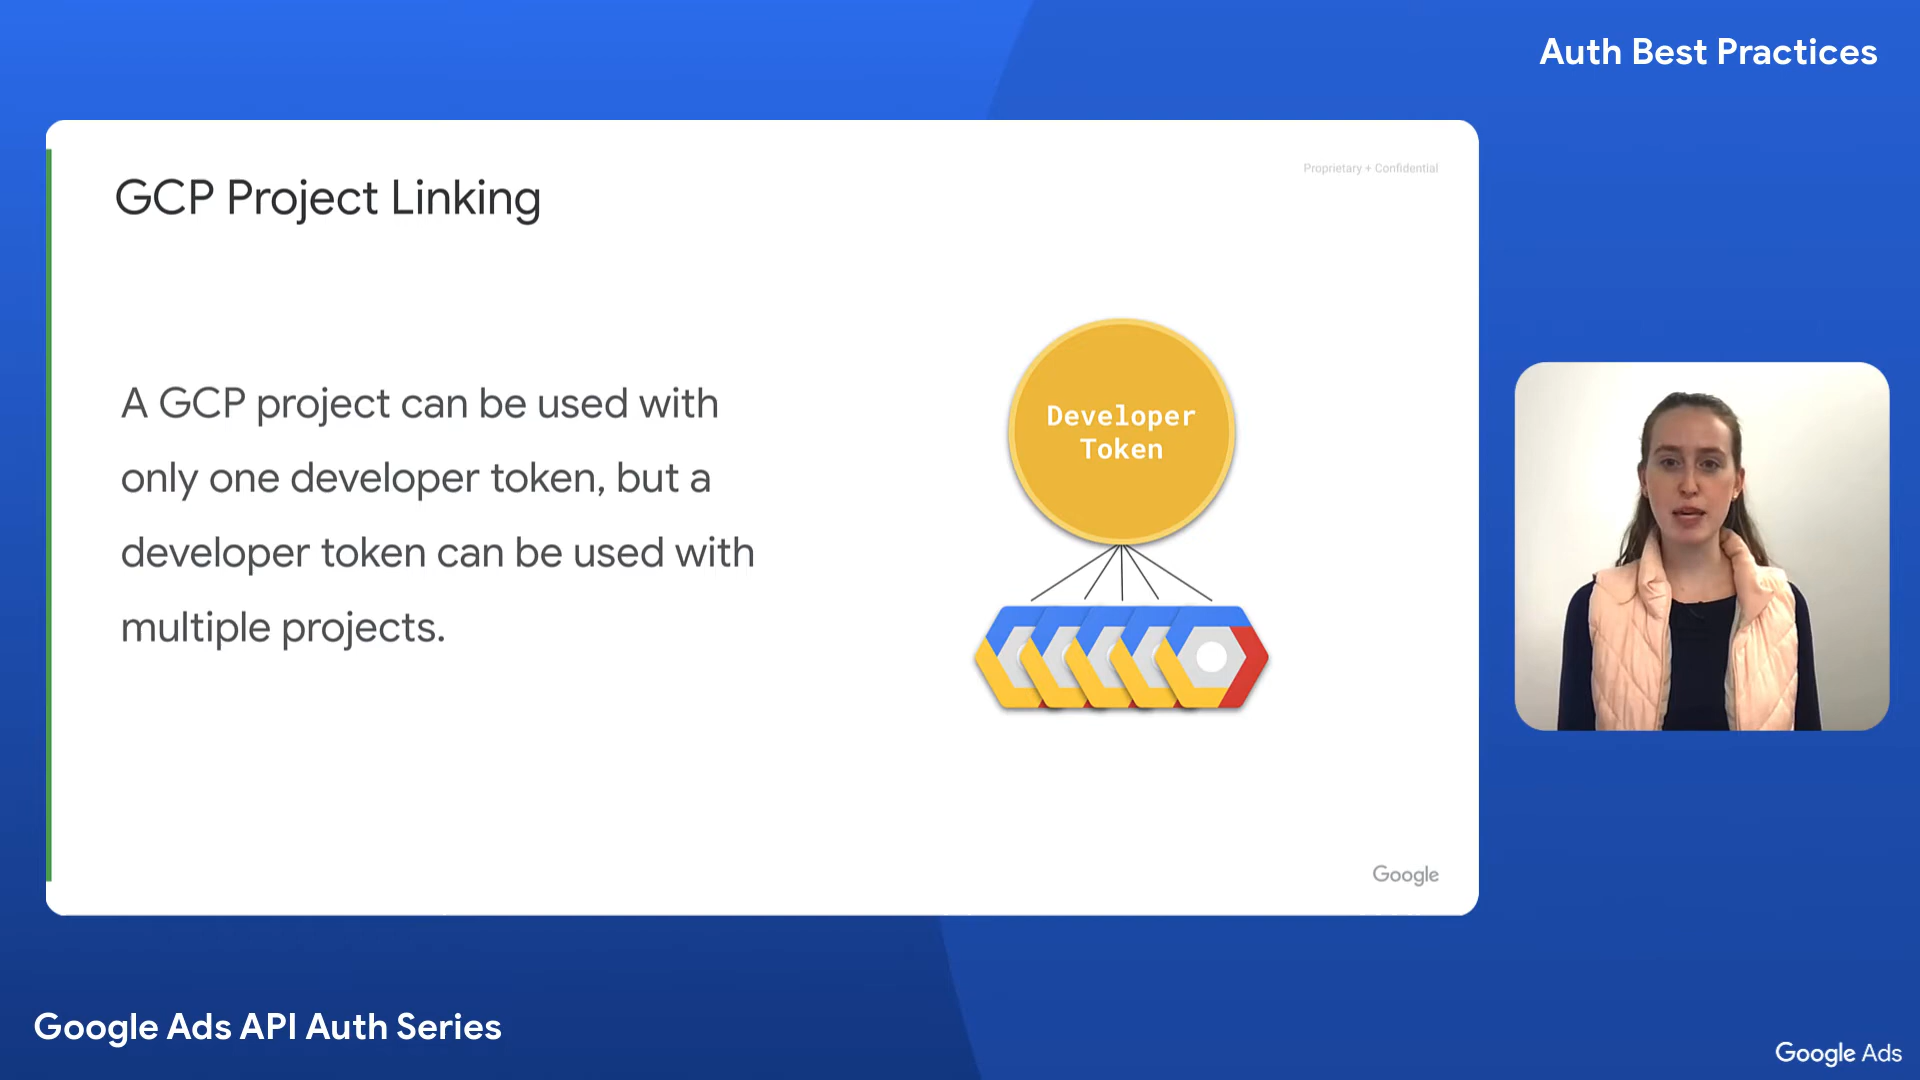 Auth Best Practices
Proprietary + Confidential
GCP Project Linking
A GCP project can be used with
only one developer token, but a
developer token can be used with
multiple projects.
Developer
Token
Google
Google Ads API Auth Series
Google Ads